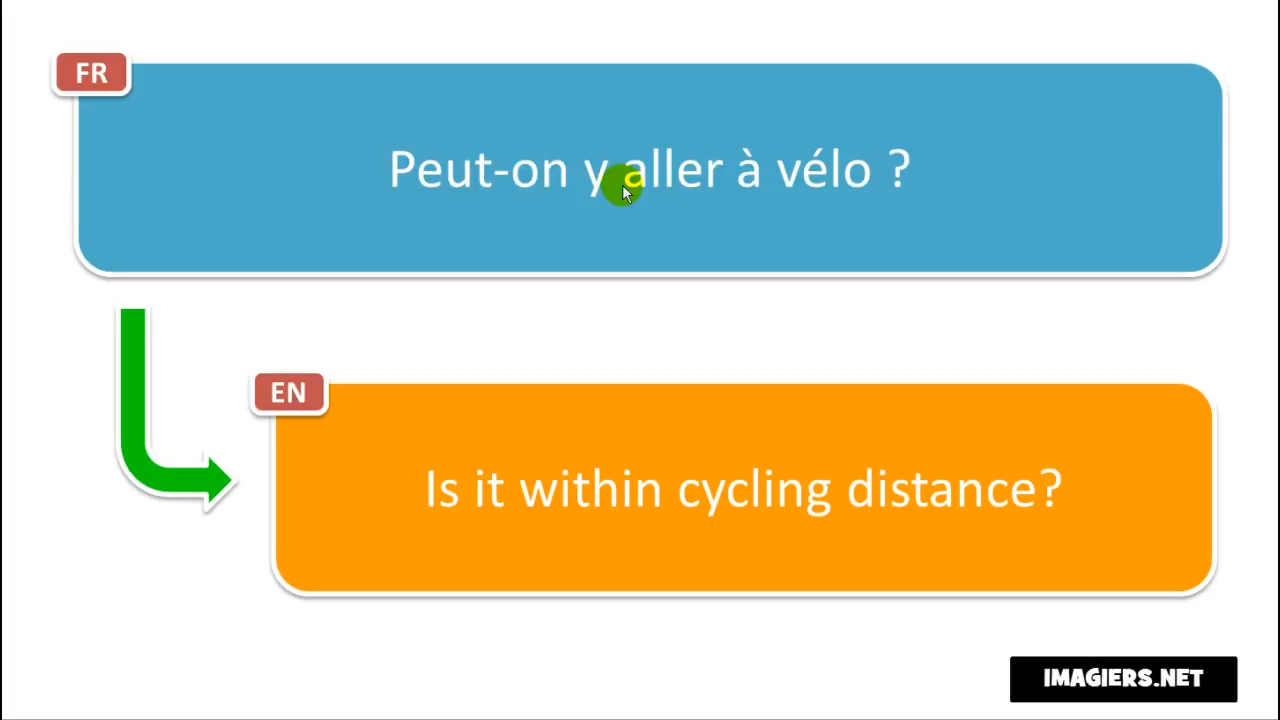 FR
Peut-on y aller à vélo ?
EN
Is it within cycling distance?
IMAGIERS.NET